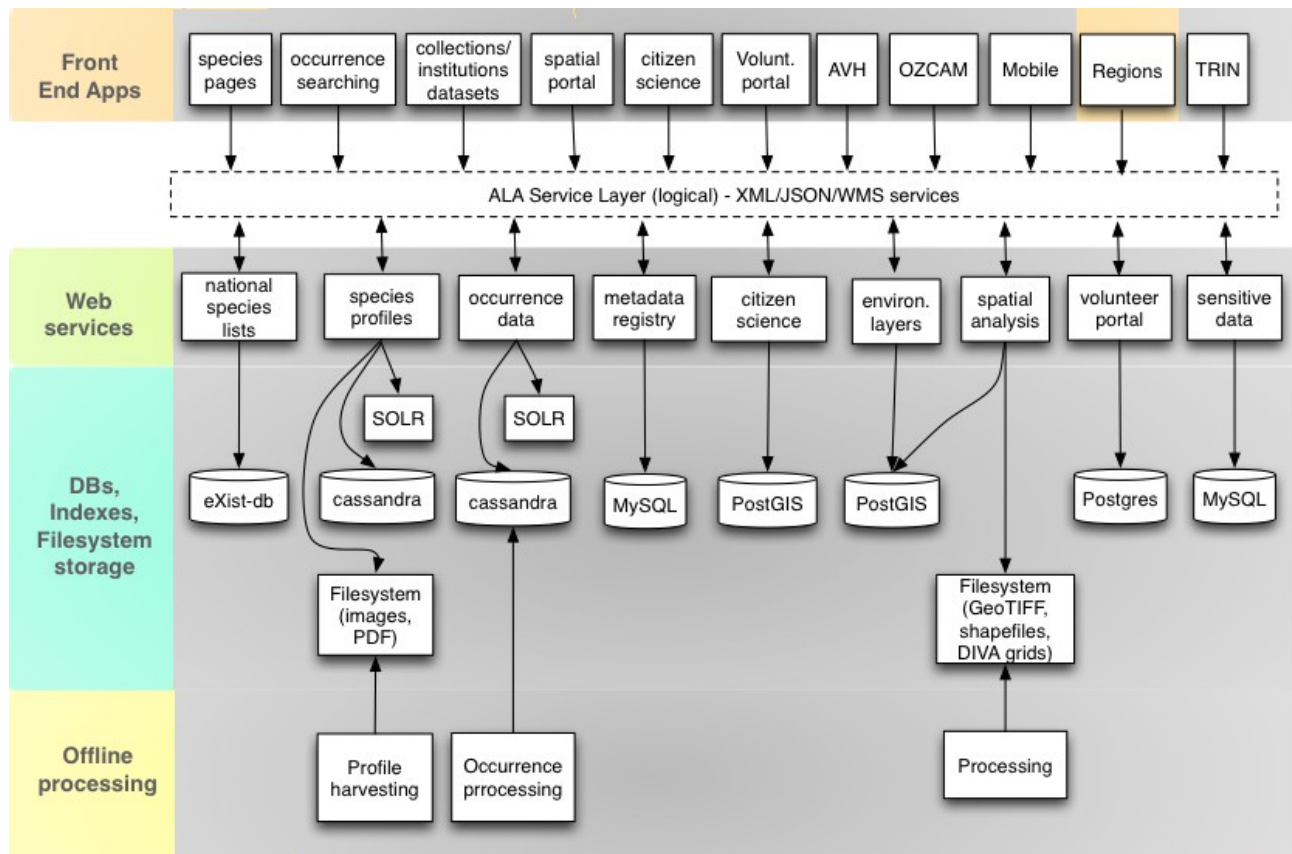 Front
End Apps
species
pages
occurrence
searching
collections/
institutions
datasets
spatial
portal
citizen
science
Volunt.
portal
AVH
OZCAM
Mobile
Regions
TRIN
ALA Service Layer (logical) - XML/JSON/WMS services
Web
services
national
species
lists
species
profiles
occurrence
data
metadata
registry
citizen
science
environ.
layers
spatial
analysis
volunteer
portal
sensitive
data
DBs,
Indexes,
Filesystem
storage
SOLR
SOLR
eXist-db
cassandra
cassandra
MySQL
PostGIS
PostGIS
Postgres
MySQL
Filesystem
(images,
PDF)
Filesystem
(GeoTIFF,
shapefiles,
DIVA grids)
Offline
processing
Profile
harvesting
Occurrence
prrocessing
Processing